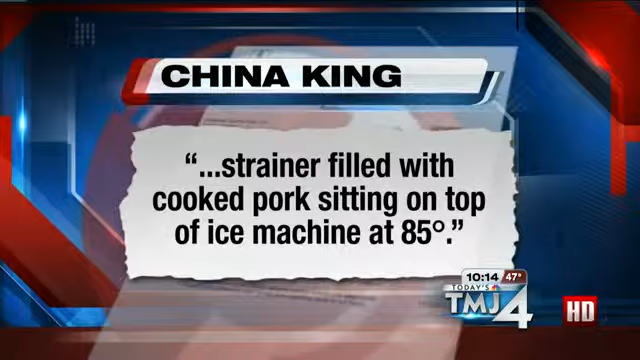 CHINA KING
“...strainer filled with
cooked pork sitting on top
of ice machine at 85°.”
10:14 47°
TODAY'S
TMJ4
HD